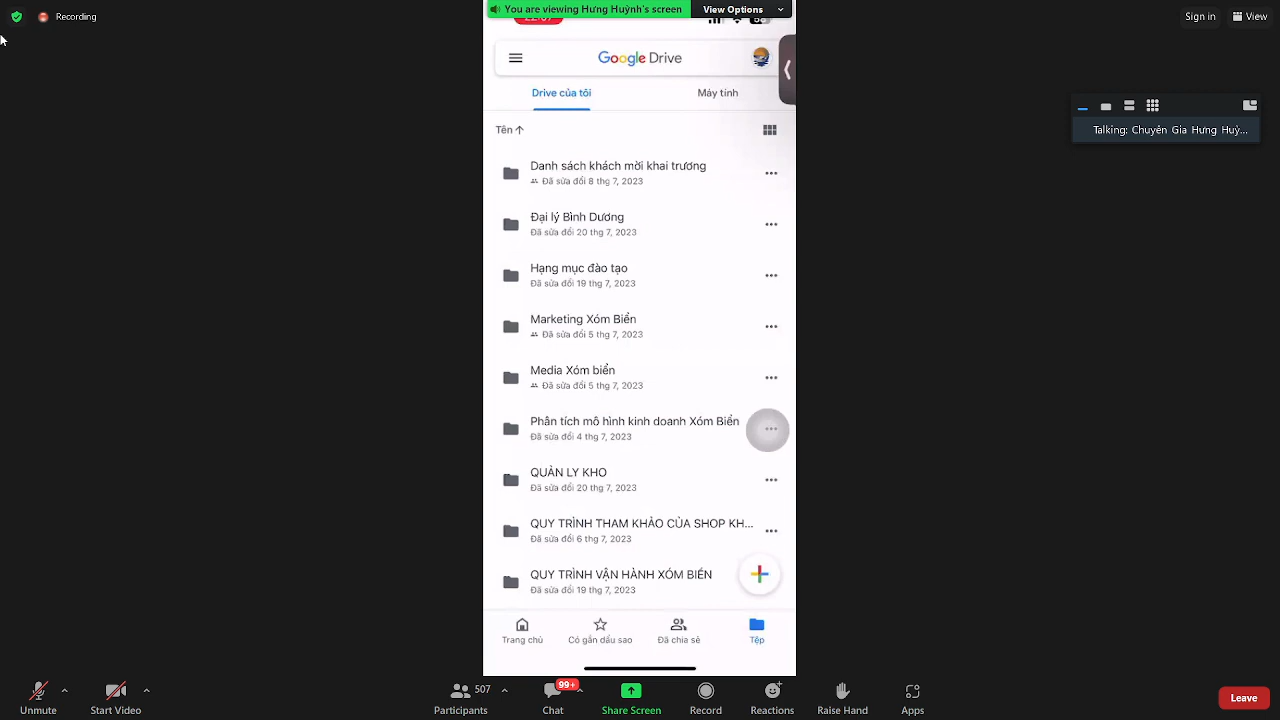 You are viewing Hưng Huỳnh's screen
View Options
Recording
Sign in
View
Google Drive
Drive của tôi
Máy tính
Talking: Chuyên Gia Hưng Huỳ...
Tên
Danh sách khách mời khai trương
Đã sửa đổi 8 thg 7, 2023
Đại lý Bình Dương
Đã sửa đổi 20 thg 7, 2023
Hạng mục đào tạo
Đã sửa đổi 19 thg 7, 2023
Marketing Xóm Biển
Đã sửa đổi 5 thg 7, 2023
Media Xóm biển
Đã sửa đổi 5 thg 7, 2023
Phân tích mô hình kinh doanh Xóm Biển
Đã sửa đổi 4 thg 7, 2023
QUẢN LÝ KHO
Đã sửa đổi 20 thg 7, 2023
QUY TRÌNH THAM KHẢO CỦA SHOP KH...
Đã sửa đổi 6 thg 7, 2023
QUY TRÌNH VẬN HÀNH XÓM BIỂN
Đã sửa đổi 19 thg 7, 2023
Trang chủ
Có gắn dấu sao
Đã chia sẻ
Tệp
Unmute
Start Video
507
Participants
99+
Chat
Share Screen
Record
Reactions
Raise Hand
Apps
Leave